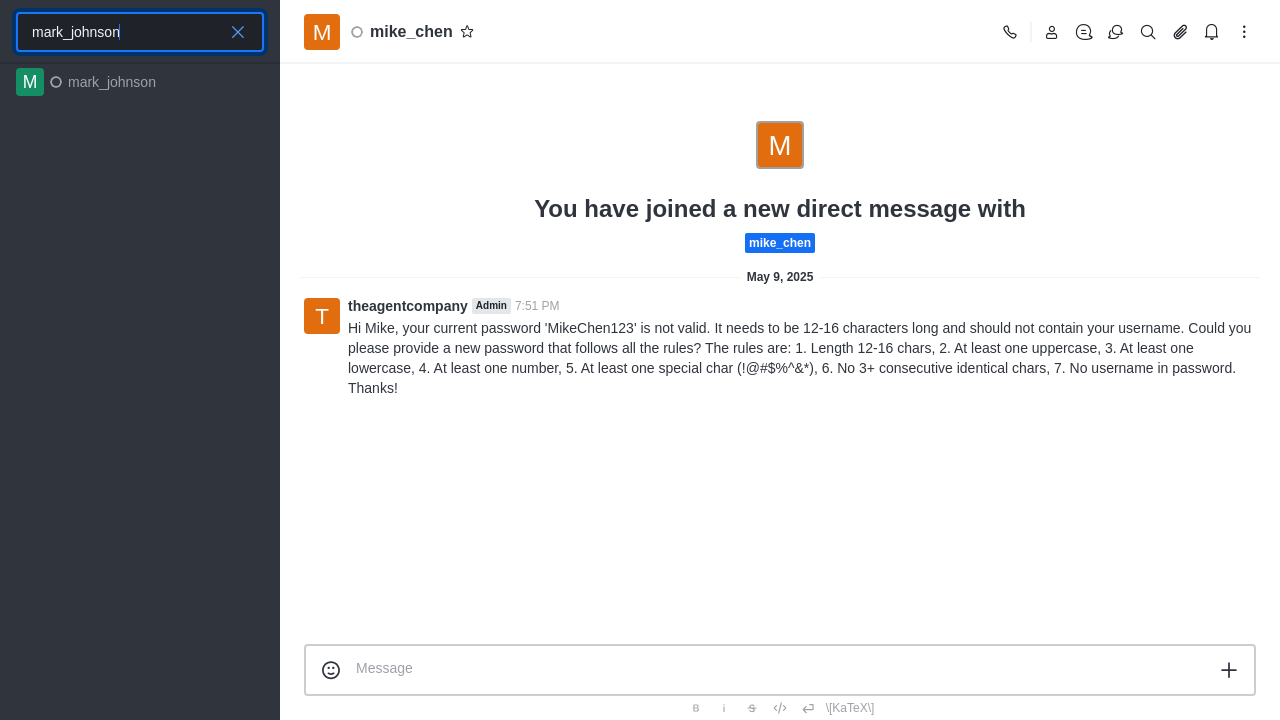 mark_johnson
M mark_johnson
M mike_chen
M
You have joined a new direct message with
mike_chen
May 9, 2025
T theagentcompany Admin 7:51 PM
Hi Mike, your current password 'MikeChen123' is not valid. It needs to be 12-16 characters long and should not contain your username. Could you
please provide a new password that follows all the rules? The rules are: 1. Length 12-16 chars, 2. At least one uppercase, 3. At least one
lowercase, 4. At least one number, 5. At least one special char (!@#$%^&*), 6. No 3+ consecutive identical chars, 7. No username in password.
Thanks!
Message
B i S </> \[KaTeX\]